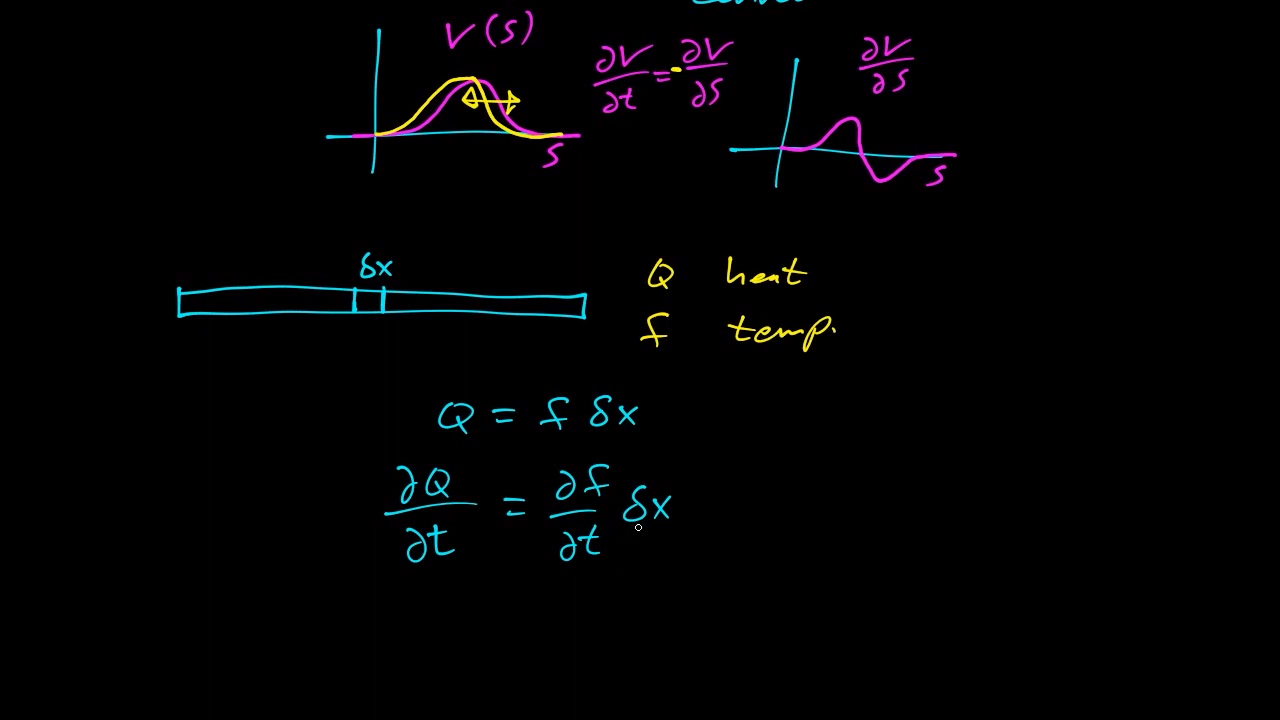 V(S)
∂V/∂t = -∂V/∂S
∂V/∂S
S
S
δx
Q heat
f temp.
Q = f δx
∂Q/∂t = ∂f/∂t δx